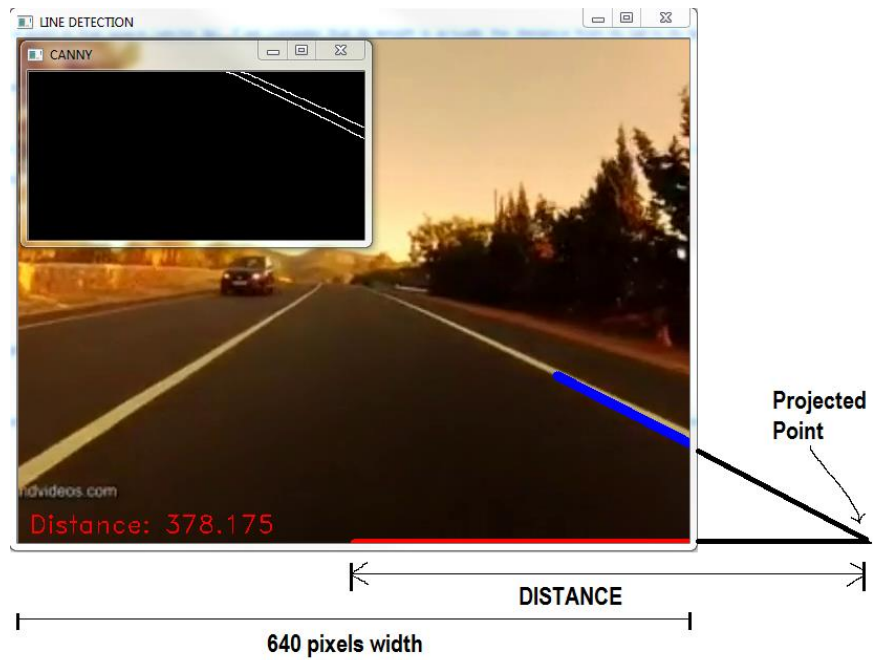 LINE DETECTION
CANNY
Projected
Point
ndvideos.com
Distance: 378.175
DISTANCE
640 pixels width